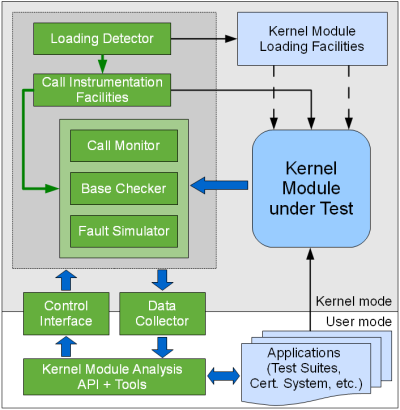 Loading Detector
Kernel Module
Loading Facilities
Call Instrumentation
Facilities
Call Monitor
Base Checker
Fault Simulator
Kernel
Module
under Test
Kernel mode
User mode
Control
Interface
Data
Collector
Kernel Module Analysis
API + Tools
Applications
(Test Suites,
Cert. System, etc.)